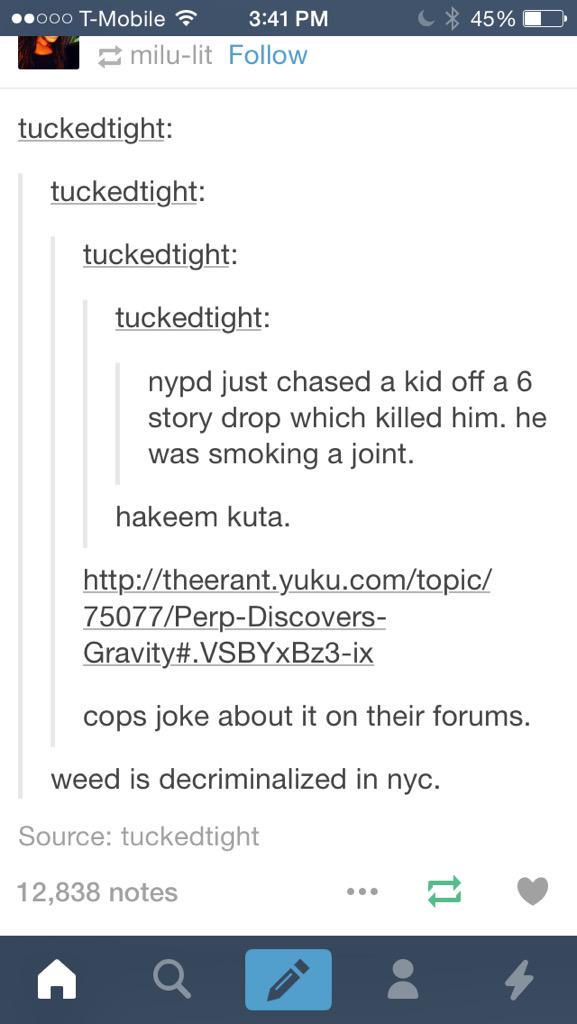 T-Mobile 3:41 PM 45%
milu-lit Follow
tuckedtight:
tuckedtight:
tuckedtight:
tuckedtight:
nypd just chased a kid off a 6
story drop which killed him. he
was smoking a joint.
hakeem kuta.
http://theerant.yuku.com/topic/
75077/Perp-Discovers-
Gravity#.VSBYxBz3-ix
cops joke about it on their forums.
weed is decriminalized in nyc.
Source: tuckedtight
12,838 notes